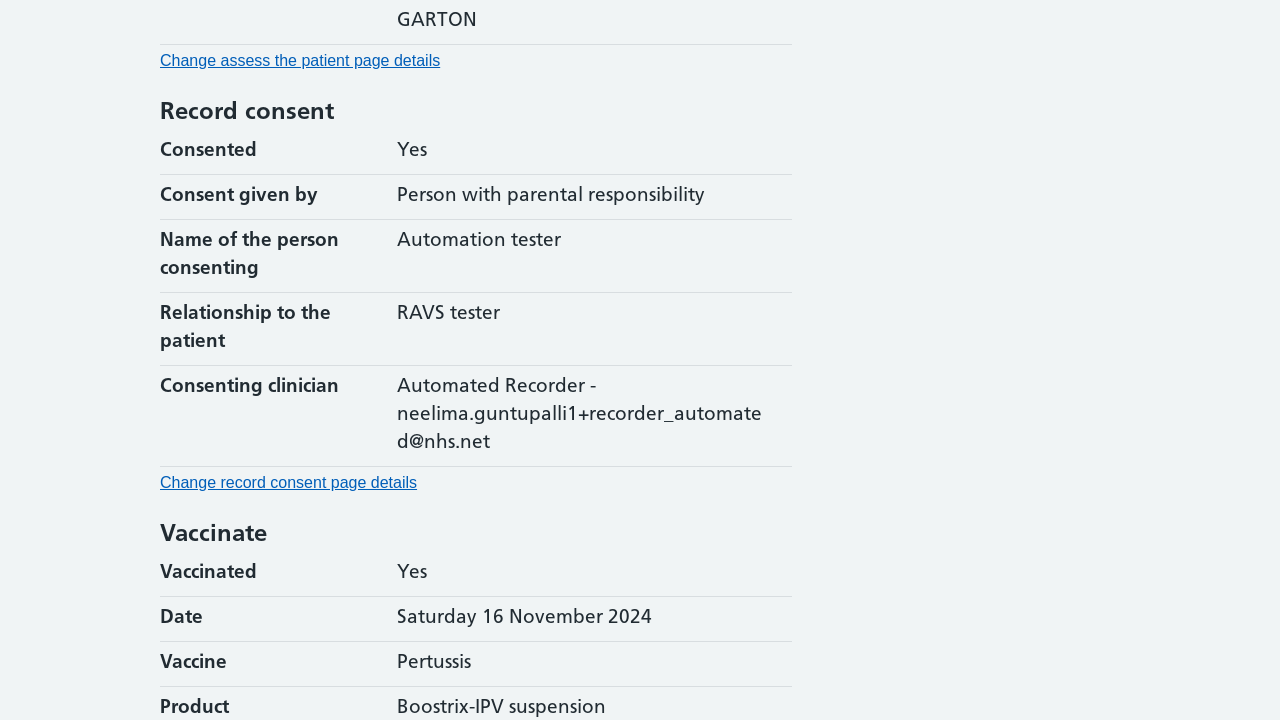 GARTON
Change assess the patient page details
Record consent
Consented Yes
Consent given by Person with parental responsibility
Name of the person consenting Automation tester
Relationship to the patient RAVS tester
Consenting clinician Automated Recorder -
neelima.guntupalli1+recorder_automate
d@nhs.net
Change record consent page details
Vaccinate
Vaccinated Yes
Date Saturday 16 November 2024
Vaccine Pertussis
Product Boostrix-IPV suspension